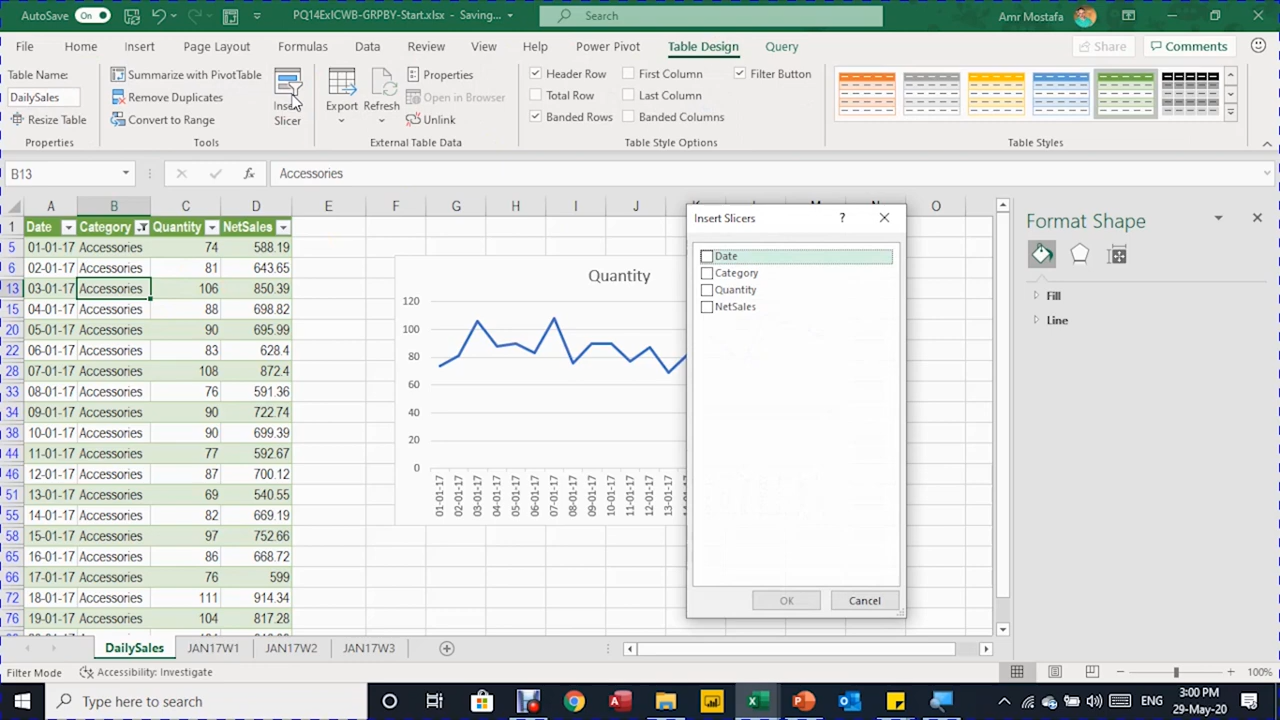 AutoSave On PQ14ExICWB-GRPBY-Start.xlsx - Saving... Search Amr Mostafa
File Home Insert Page Layout Formulas Data Review View Help Power Pivot Table Design Query Share Comments
Table Name:
DailySales
Resize Table
Properties
Summarize with PivotTable
Remove Duplicates
Convert to Range
Tools
Insert
Slicer
Export Refresh
Properties
Open in Browser
Unlink
External Table Data
Header Row First Column Filter Button
Total Row Last Column
Banded Rows Banded Columns
Table Style Options
Table Styles
B13 fx Accessories
A B C D E F G H I J O
1 Date Category Quantity NetSales
5 01-01-17 Accessories 74 588.19
6 02-01-17 Accessories 81 643.65
13 03-01-17 Accessories 106 850.39
15 04-01-17 Accessories 88 698.82
20 05-01-17 Accessories 90 695.99
22 06-01-17 Accessories 83 628.4
28 07-01-17 Accessories 108 872.4
33 08-01-17 Accessories 76 591.36
34 09-01-17 Accessories 90 722.74
38 10-01-17 Accessories 90 699.39
44 11-01-17 Accessories 77 592.67
46 12-01-17 Accessories 87 700.12
51 13-01-17 Accessories 69 540.55
55 14-01-17 Accessories 82 669.19
58 15-01-17 Accessories 97 752.66
65 16-01-17 Accessories 86 668.72
66 17-01-17 Accessories 76 599
72 18-01-17 Accessories 111 914.34
76 19-01-17 Accessories 104 817.28
Quantity
120
100
80
60
40
20
0
01-01-17
02-01-17
03-01-17
04-01-17
05-01-17
06-01-17
07-01-17
08-01-17
09-01-17
10-01-17
11-01-17
12-01-17
13-01-17
Insert Slicers ?
Date
Category
Quantity
NetSales
OK Cancel
Format Shape
Fill
Line
DailySales JAN17W1 JAN17W2 JAN17W3
Filter Mode Accessibility: Investigate 100%
Type here to search ENG 3:00 PM
29-May-20